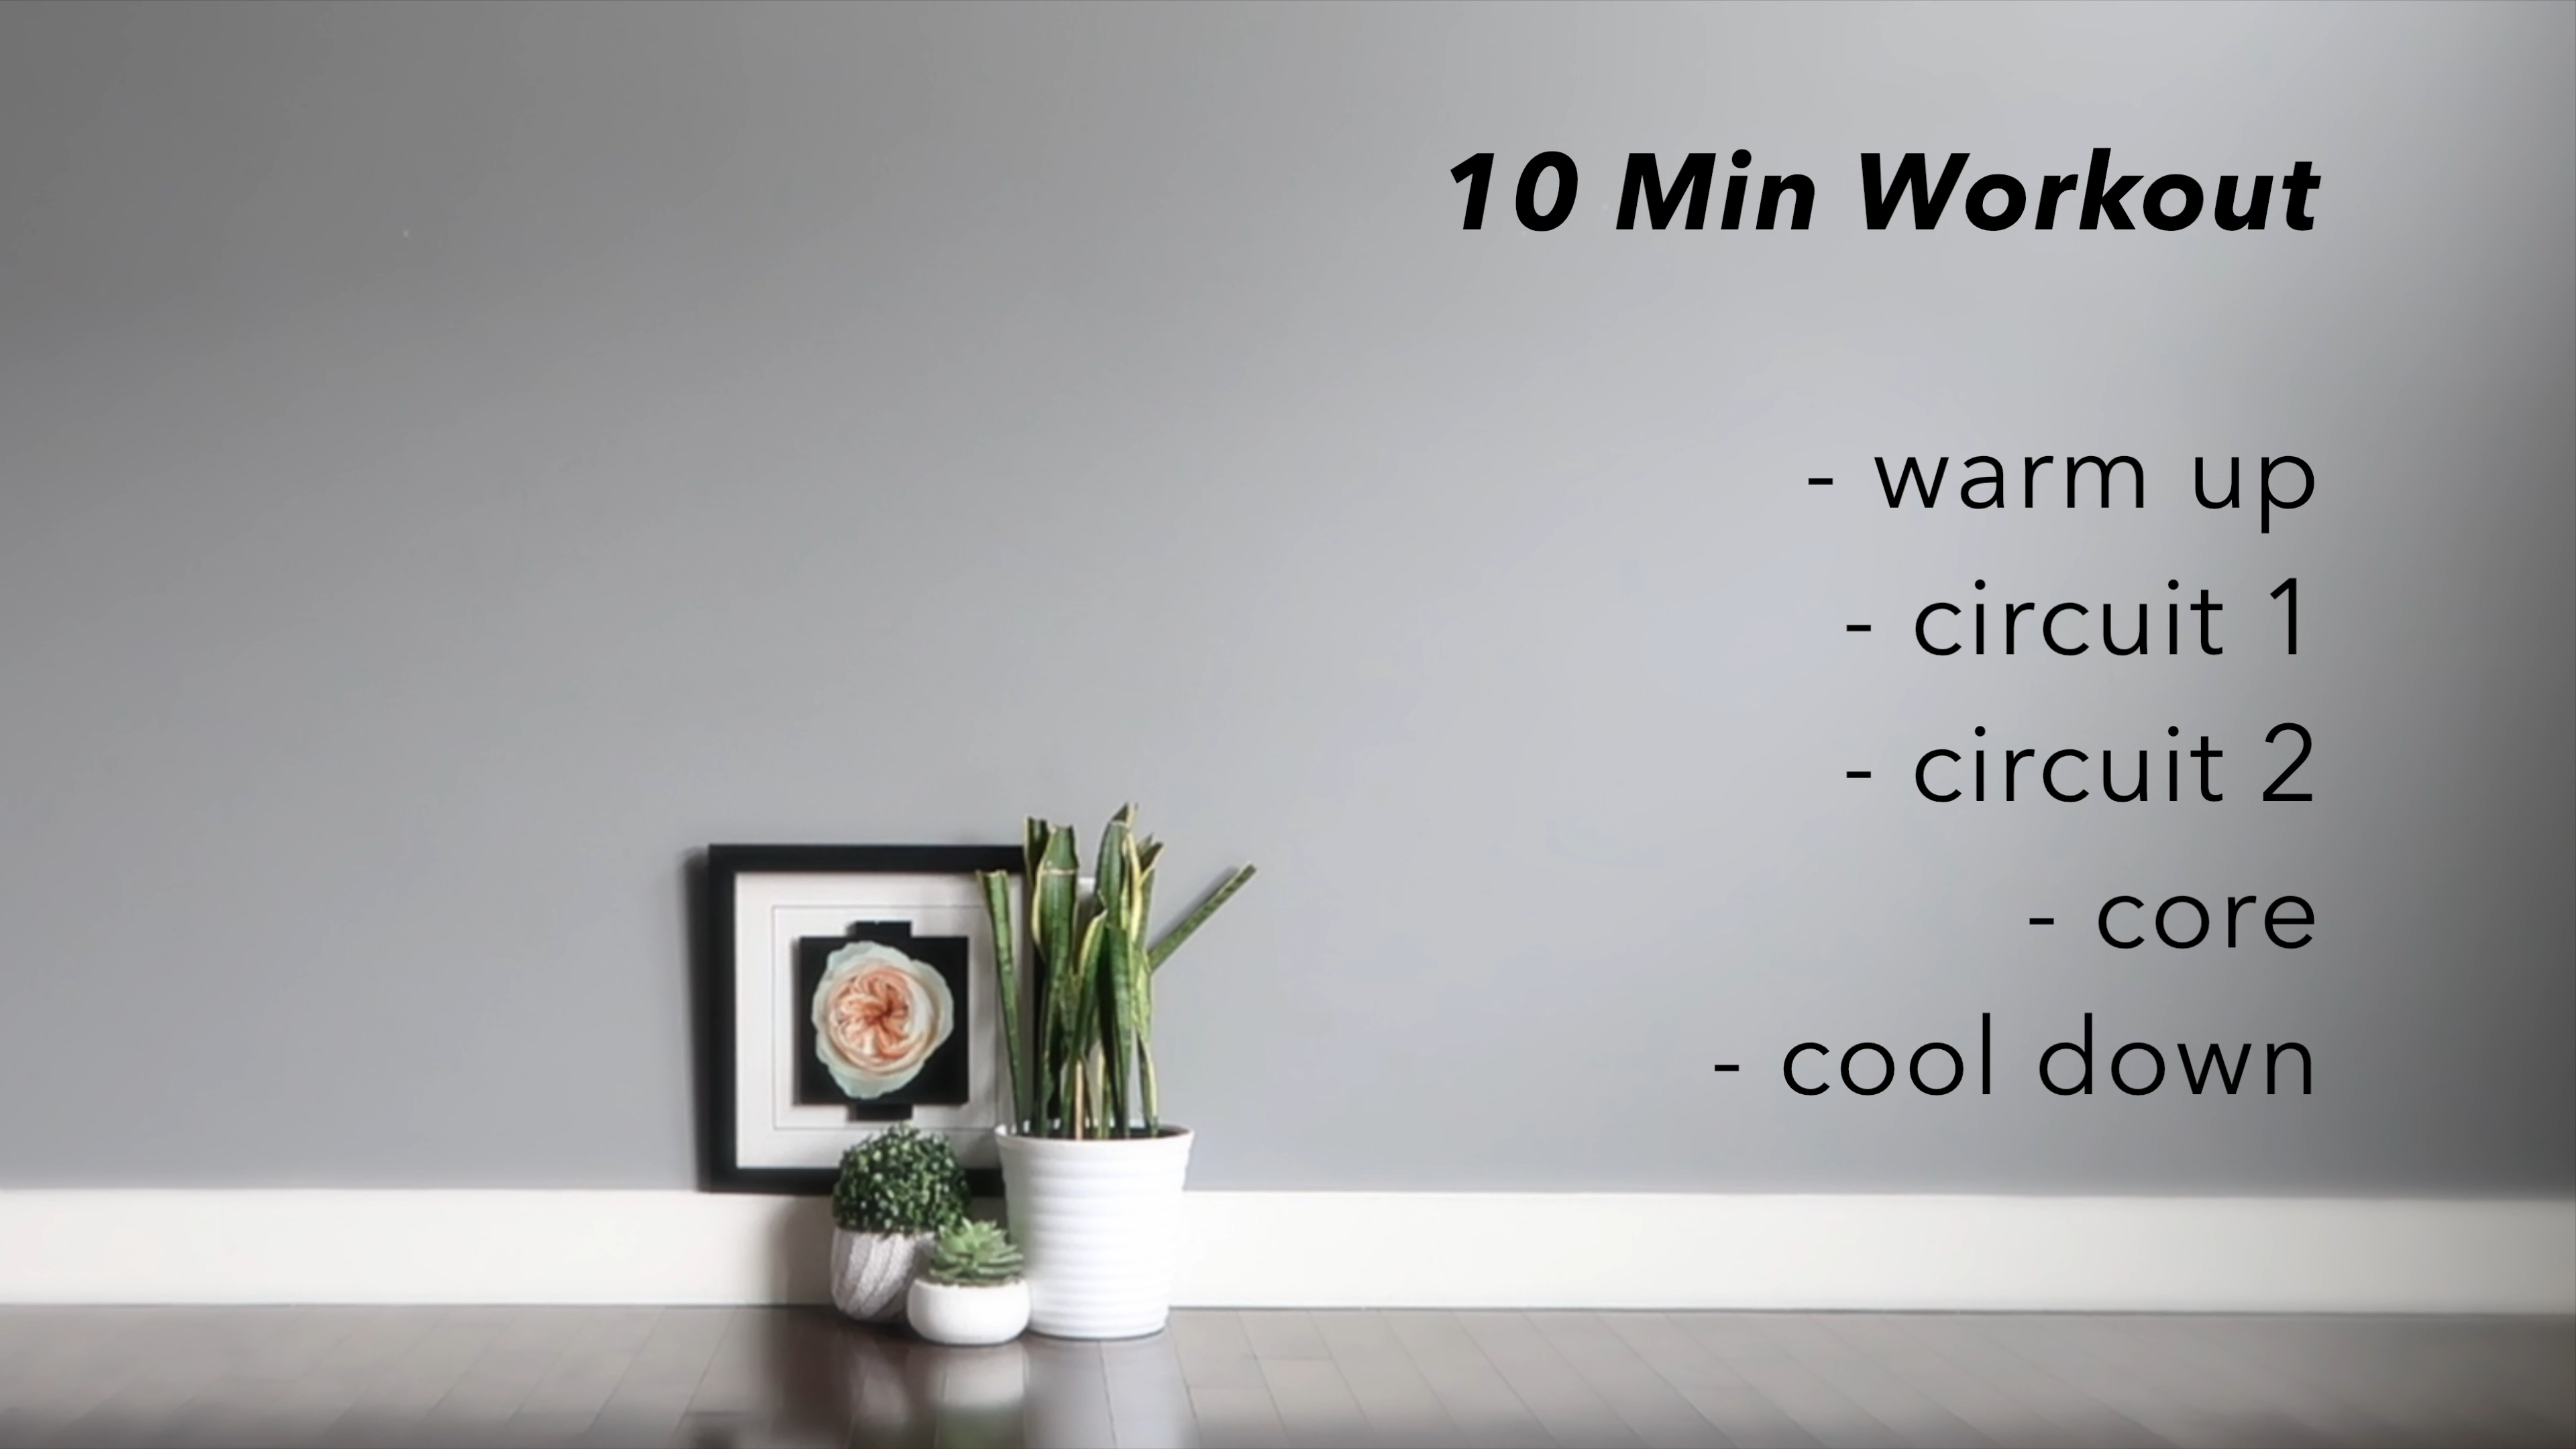 10 Min Workout
- warm up
- circuit 1
- circuit 2
- core
- cool down